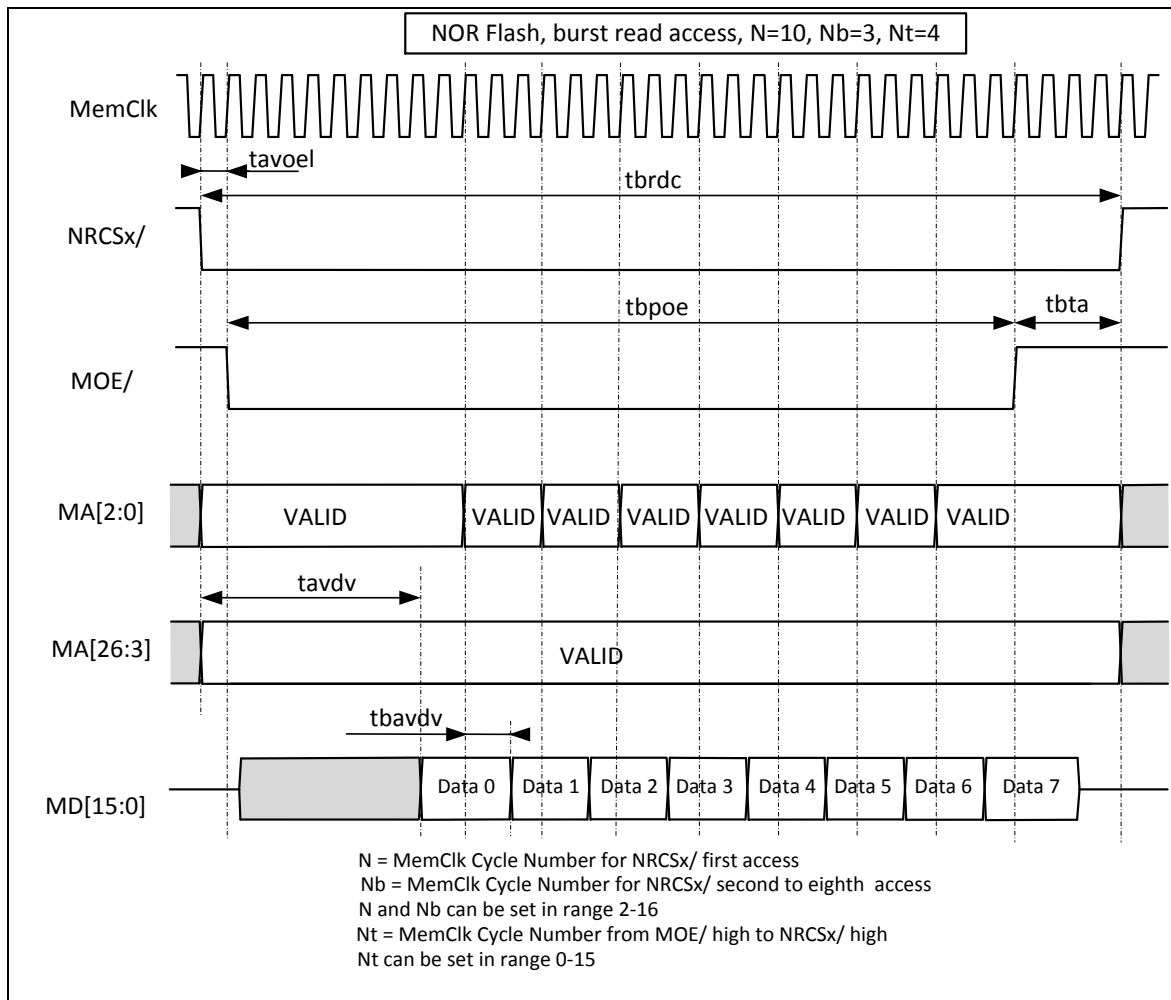 NOR Flash, burst read access, N=10, Nb=3, Nt=4
MemClk
tavoel
tbrdc
NRCSx/
tbpoe
tbta
MOE/
MA[2:0]
VALID VALID VALID VALID VALID VALID VALID VALID
tavdv
MA[26:3]
VALID
tbavdv
MD[15:0]
Data 0 Data 1 Data 2 Data 3 Data 4 Data 5 Data 6 Data 7
N = MemClk Cycle Number for NRCSx/ first access
Nb = MemClk Cycle Number for NRCSx/ second to eighth access
N and Nb can be set in range 2-16
Nt = MemClk Cycle Number from MOE/ high to NRCSx/ high
Nt can be set in range 0-15